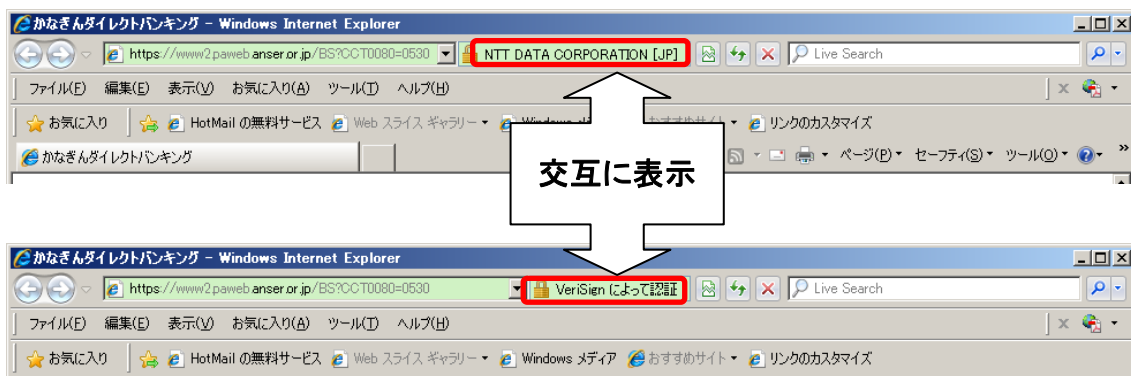 かなぎんダイレクトバンキング - Windows Internet Explorer
https://www2.paweb.anser.or.jp/BS?CCT0080=0530 NTT DATA CORPORATION [JP] Live Search
ファイル(F) 編集(E) 表示(V) お気に入り(A) ツール(T) ヘルプ(H)
お気に入り HotMail の無料サービス Web スライス ギャラリー おすすめサイト リンクのカスタマイズ
かなぎんダイレクトバンキング ページ(P) セーフティ(S) ツール(O)
交互に表示
かなぎんダイレクトバンキング - Windows Internet Explorer
https://www2.paweb.anser.or.jp/BS?CCT0080=0530 VeriSign によって認証 Live Search
ファイル(F) 編集(E) 表示(V) お気に入り(A) ツール(T) ヘルプ(H)
お気に入り HotMail の無料サービス Web スライス ギャラリー Windows メディア おすすめサイト リンクのカスタマイズ